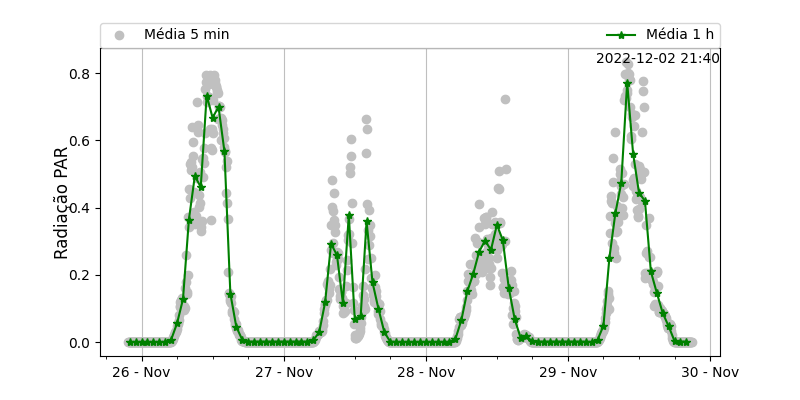 Média 5 min
Média 1 h
2022-12-02 21:40
Radiação PAR
0.8
0.6
0.4
0.2
0.0
26 - Nov
27 - Nov
28 - Nov
29 - Nov
30 - Nov